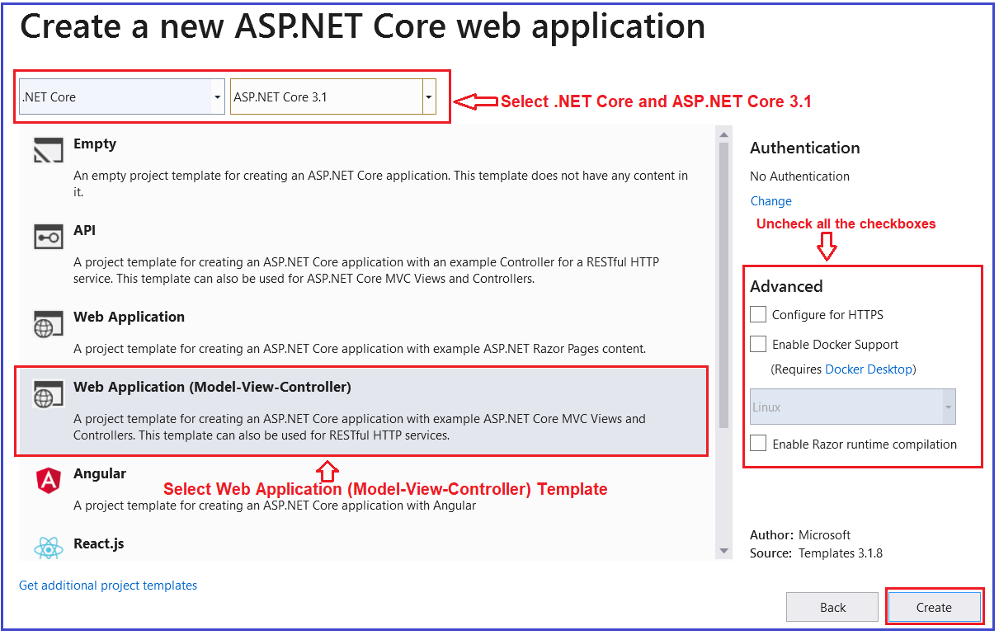 Create a new ASP.NET Core web application
.NET Core
ASP.NET Core 3.1
Select .NET Core and ASP.NET Core 3.1
Empty
An empty project template for creating an ASP.NET Core application. This template does not have any content in
it.
API
A project template for creating an ASP.NET Core application with an example Controller for a RESTful HTTP
service. This template can also be used for ASP.NET Core MVC Views and Controllers.
Web Application
A project template for creating an ASP.NET Core application with example ASP.NET Razor Pages content.
Web Application (Model-View-Controller)
A project template for creating an ASP.NET Core application with example ASP.NET Core MVC Views and
Controllers. This template can also be used for RESTful HTTP services.
Angular
Select Web Application (Model-View-Controller) Template
A project template for creating an ASP.NET Core application with Angular
React.js
Get additional project templates
Authentication
No Authentication
Change
Uncheck all the checkboxes
Advanced
Configure for HTTPS
Enable Docker Support
(Requires Docker Desktop)
Linux
Enable Razor runtime compilation
Author: Microsoft
Source: Templates 3.1.8
Back
Create